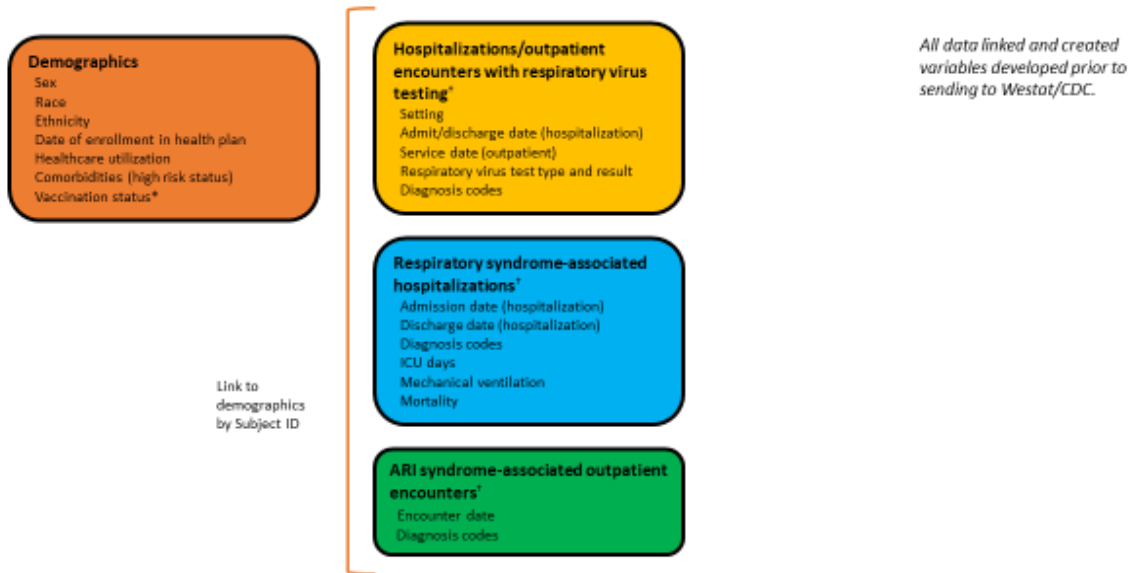 Demographics
Sex
Race
Ethnicity
Date of enrollment in health plan
Healthcare utilization
Comorbidities (high risk status)
Vaccination status*
Link to
demographics
by Subject ID
Hospitalizations/outpatient
encounters with respiratory virus
testing†
Setting
Admit/discharge date (hospitalization)
Service date (outpatient)
Respiratory virus test type and result
Diagnosis codes
Respiratory syndrome-associated
hospitalizations†
Admission date (hospitalization)
Discharge date (hospitalization)
Diagnosis codes
ICU days
Mechanical ventilation
Mortality
ARI syndrome-associated outpatient
encounters†
Encounter date
Diagnosis codes
All data linked and created
variables developed prior to
sending to Westat/CDC.